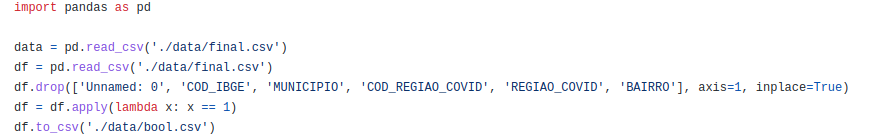 import pandas as pd
data = pd.read_csv('./data/final.csv')
df = pd.read_csv('./data/final.csv')
df.drop(['Unnamed: 0', 'COD_IBGE', 'MUNICIPIO', 'COD_REGIAO_COVID', 'REGIAO_COVID', 'BAIRRO'], axis=1, inplace=True)
df = df.apply(lambda x: x == 1)
df.to_csv('./data/bool.csv')